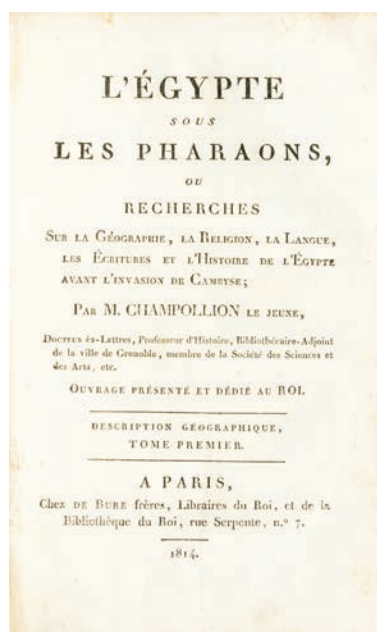 L'ÉGYPTE
SOUS
LES PHARAONS,
OU
RECHERCHES
SUR LA GÉOGRAPHIE, LA RELIGION, LA LANGUE,
LES ÉCRITURES ET L'HISTOIRE DE L'ÉGYPTE
AVANT L'INVASION DE CAMBYSE;
PAR M. CHAMPOLLION LE JEUNE,
Docteur ès-Lettres, Professeur d'Histoire, Bibliothécaire-Adjoint
de la ville de Grenoble, membre de la Société des Sciences et
des Arts, etc.
OUVRAGE PRÉSENTÉ ET DÉDIÉ AU ROI.
DESCRIPTION GÉOGRAPHIQUE,
TOME PREMIER.
A PARIS,
Chez DE BURE frères, Libraires du Roi, et de la
Bibliothèque du Roi, rue Serpente, n.º 7.
1814.